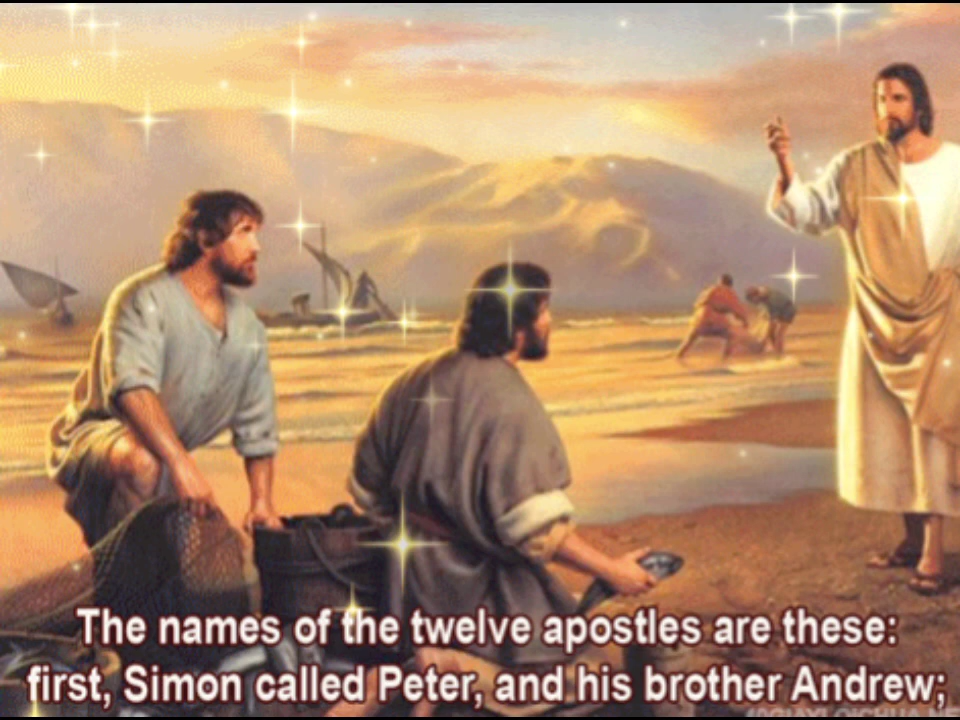 The names of the twelve apostles are these:
first, Simon called Peter, and his brother Andrew;